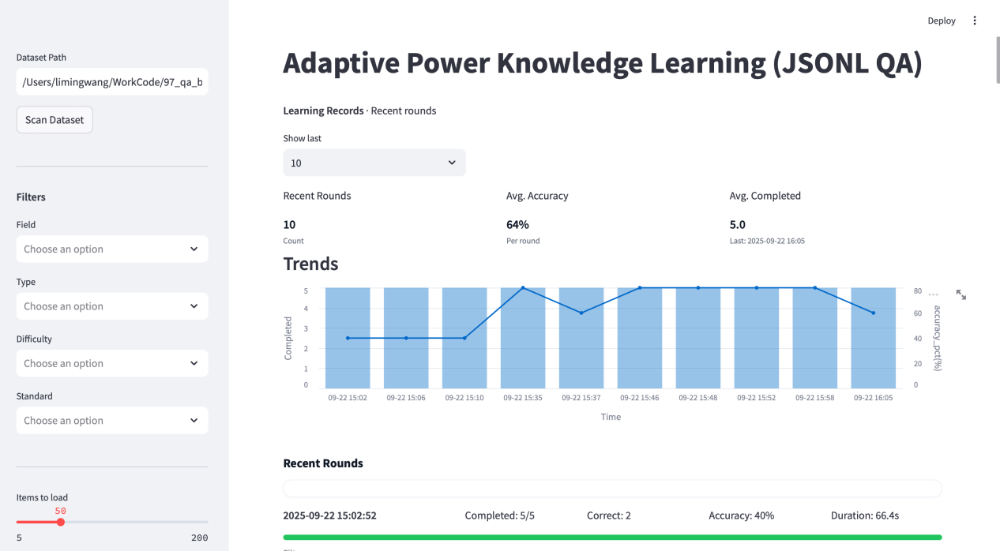 Deploy
Dataset Path
/Users/limingwang/WorkCode/97_qa_b
Scan Dataset
Filters
Field
Choose an option
Type
Choose an option
Difficulty
Choose an option
Standard
Choose an option
Items to load
50
5 200
Adaptive Power Knowledge Learning (JSONL QA)
Learning Records · Recent rounds
Show last
10
Recent Rounds Avg. Accuracy Avg. Completed
10 64% 5.0
Count Per round Last: 2025-09-22 16:05
Trends
Completed
5
4
3
2
1
0
80
60
40
20
0
accuracy_pct(%)
09-22 15:02 09-22 15:06 09-22 15:10 09-22 15:35 09-22 15:37 09-22 15:46 09-22 15:48 09-22 15:52 09-22 15:58 09-22 16:05
Time
Recent Rounds
2025-09-22 15:02:52 Completed: 5/5 Correct: 2 Accuracy: 40% Duration: 66.4s